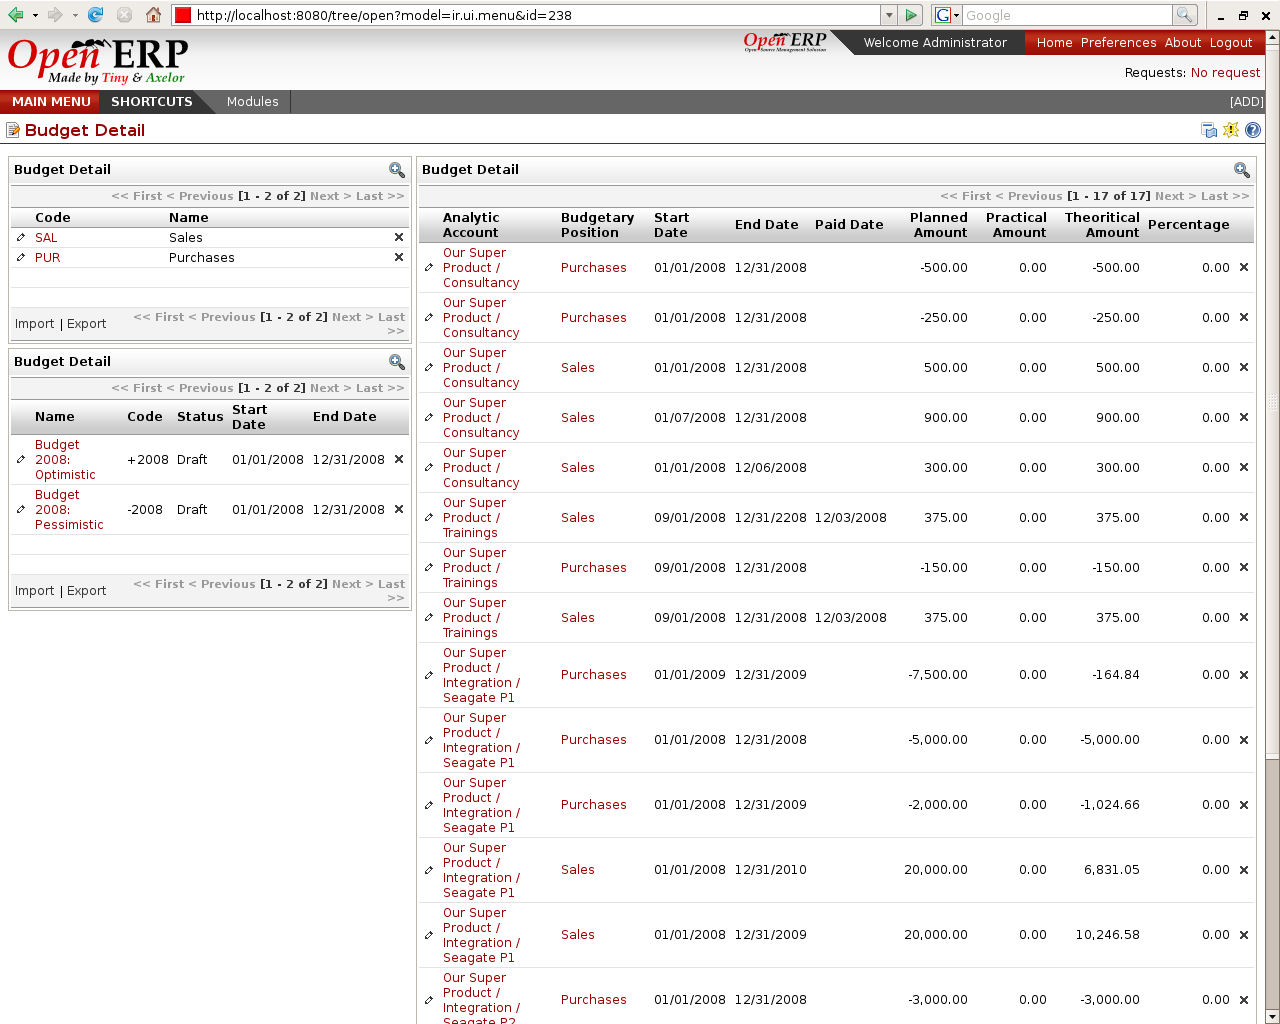 http://localhost:8080/tree/open?model=ir.ui.menu&id=238
Google
Open ERP
Made by Tiny & Axelor
Open ERP
Open Source Management Solution
Welcome Administrator
Home Preferences About Logout
Requests: No request
MAIN MENU SHORTCUTS Modules [ADD]
Budget Detail
Budget Detail
<< First < Previous [1 - 2 of 2] Next > Last >>
Code Name
SAL Sales
PUR Purchases
Import | Export
<< First < Previous [1 - 2 of 2] Next > Last
>>
Budget Detail
<< First < Previous [1 - 2 of 2] Next > Last >>
Name Code Status Start
Date End Date
Budget
2008:
Optimistic
+2008 Draft 01/01/2008 12/31/2008
Budget
2008:
Pessimistic
-2008 Draft 01/01/2008 12/31/2008
Import | Export
<< First < Previous [1 - 2 of 2] Next > Last
>>
Budget Detail
<< First < Previous [1 - 17 of 17] Next > Last >>
Analytic
Account
Budgetary
Position
Start
Date
End Date
Paid Date
Planned
Amount
Practical
Amount
Theoritical
Amount
Percentage
Our Super
Product /
Consultancy
Purchases 01/01/2008 12/31/2008 -500.00 0.00 -500.00 0.00
Our Super
Product /
Consultancy
Purchases 01/01/2008 12/31/2008 -250.00 0.00 -250.00 0.00
Our Super
Product /
Consultancy
Sales 01/01/2008 12/31/2008 500.00 0.00 500.00 0.00
Our Super
Product /
Consultancy
Sales 01/07/2008 12/31/2008 900.00 0.00 900.00 0.00
Our Super
Product /
Consultancy
Sales 01/01/2008 12/06/2008 300.00 0.00 300.00 0.00
Our Super
Product /
Trainings
Sales 09/01/2008 12/31/2208 12/03/2008 375.00 0.00 375.00 0.00
Our Super
Product /
Trainings
Purchases 09/01/2008 12/31/2008 -150.00 0.00 -150.00 0.00
Our Super
Product /
Trainings
Sales 09/01/2008 12/31/2008 12/03/2008 375.00 0.00 375.00 0.00
Our Super
Product /
Integration /
Seagate P1
Purchases 01/01/2009 12/31/2009 -7,500.00 0.00 -164.84 0.00
Our Super
Product /
Integration /
Seagate P1
Purchases 01/01/2008 12/31/2008 -5,000.00 0.00 -5,000.00 0.00
Our Super
Product /
Integration /
Seagate P1
Purchases 01/01/2008 12/31/2009 -2,000.00 0.00 -1,024.66 0.00
Our Super
Product /
Integration /
Seagate P1
Sales 01/01/2008 12/31/2010 20,000.00 0.00 6,831.05 0.00
Our Super
Product /
Integration /
Seagate P1
Sales 01/01/2008 12/31/2009 20,000.00 0.00 10,246.58 0.00
Our Super
Product /
Integration /
Seagate P2
Purchases 01/01/2008 12/31/2008 -3,000.00 0.00 -3,000.00 0.00